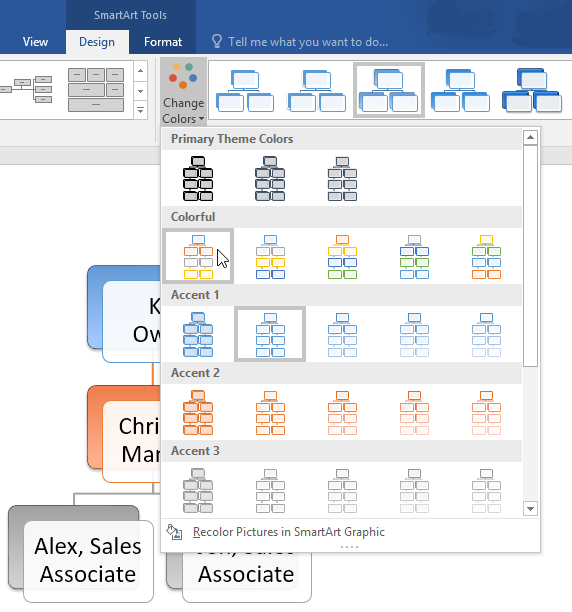 SmartArt Tools
View
Design
Format
Tell me what you want to do...
Change
Colors
Primary Theme Colors
Colorful
Accent 1
Accent 2
Accent 3
Recolor Pictures in SmartArt Graphic
K
Ow
Chri
Mar
Alex, Sales
Associate
Sales
Associate